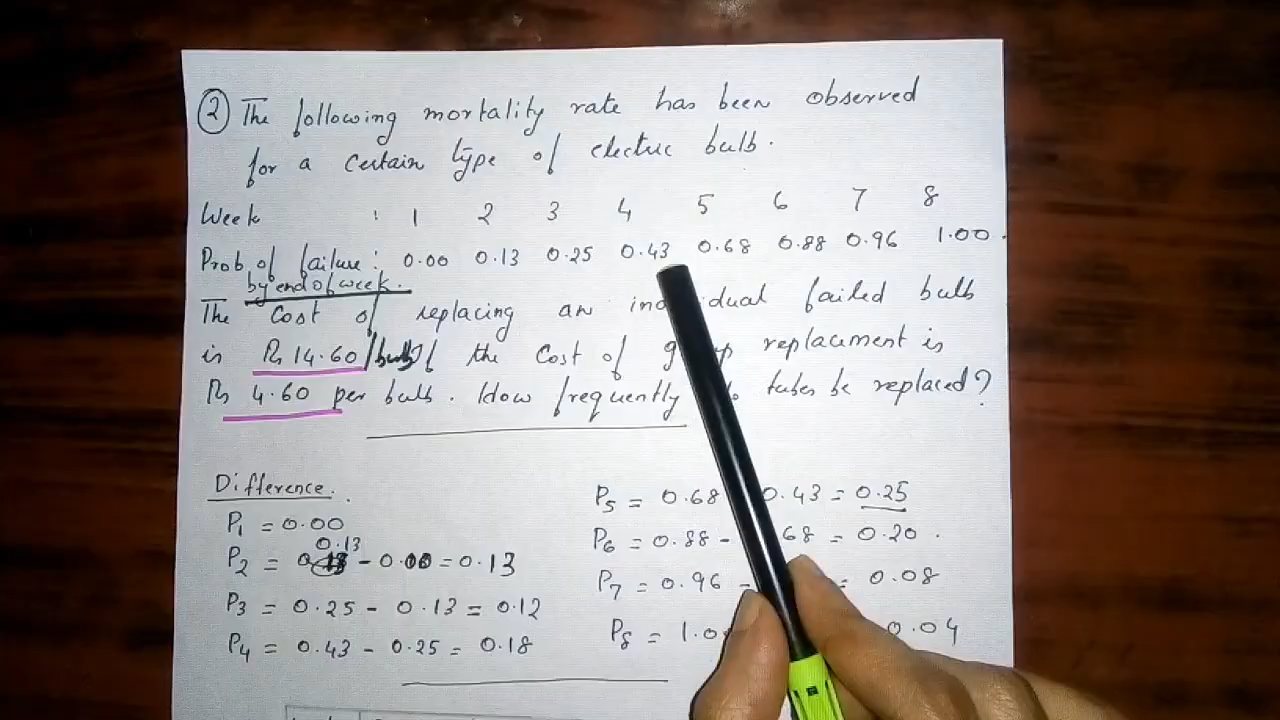 ② The following mortality rate has been observed
for a certain type of electric bulb.
Week : 1 2 3 4 5 6 7 8
Prob. of failure : 0.00 0.13 0.25 0.43 0.68 0.88 0.96 1.00
by end of week.
The cost of replacing an individual failed bulb
is Rs 14.60/bulb If the cost of group replacement is
Rs 4.60 per bulb. How frequently tubes be replaced?
Difference.
P1 = 0.00
0.13
P2 = - 0.00 = 0.13
P3 = 0.25 - 0.13 = 0.12
P4 = 0.43 - 0.25 = 0.18
P5 = 0.68 0.43 = 0.25
P6 = 0.88 - 68 = 0.20
P7 = 0.96 - = 0.08
P8 = 1.0 0.04